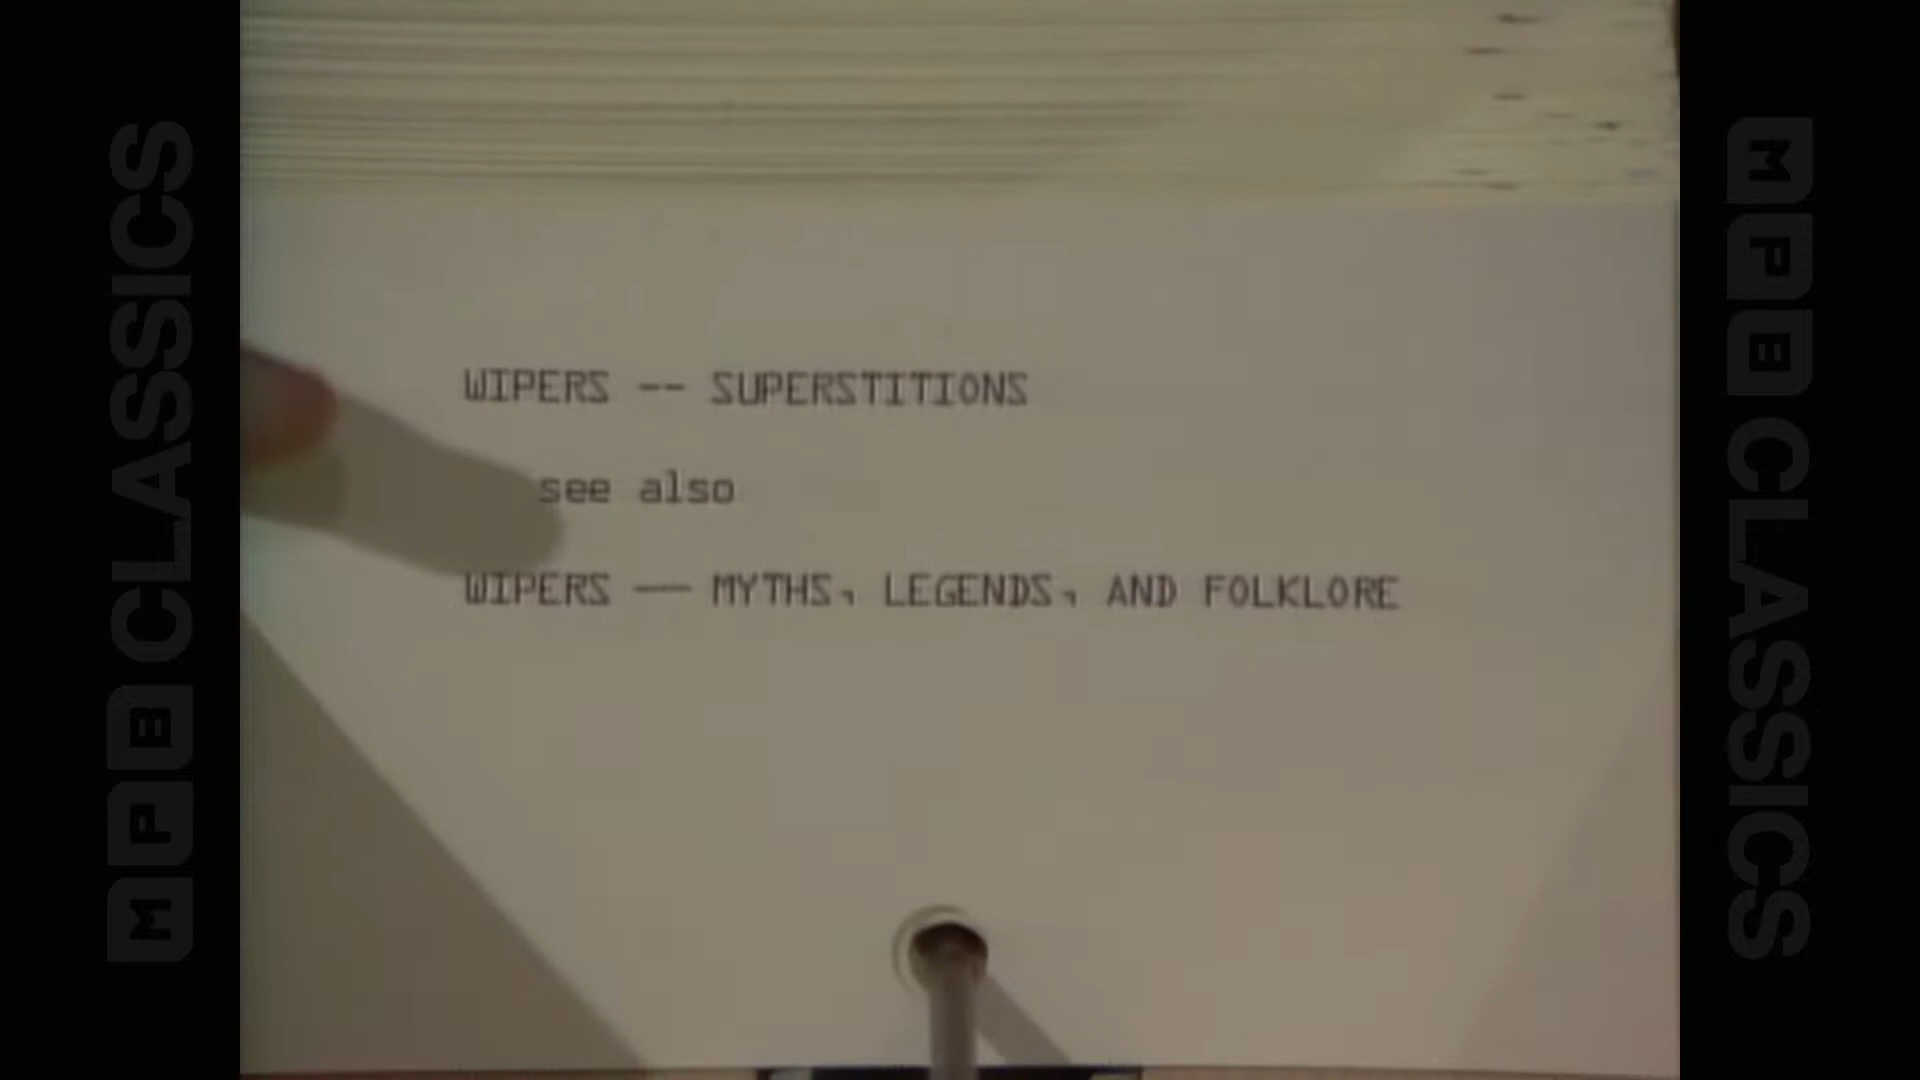 WIPERS -- SUPERSTITIONS
see also
WIPERS -- MYTHS, LEGENDS, AND FOLKLORE
MPB CLASSICS
MPB CLASSICS